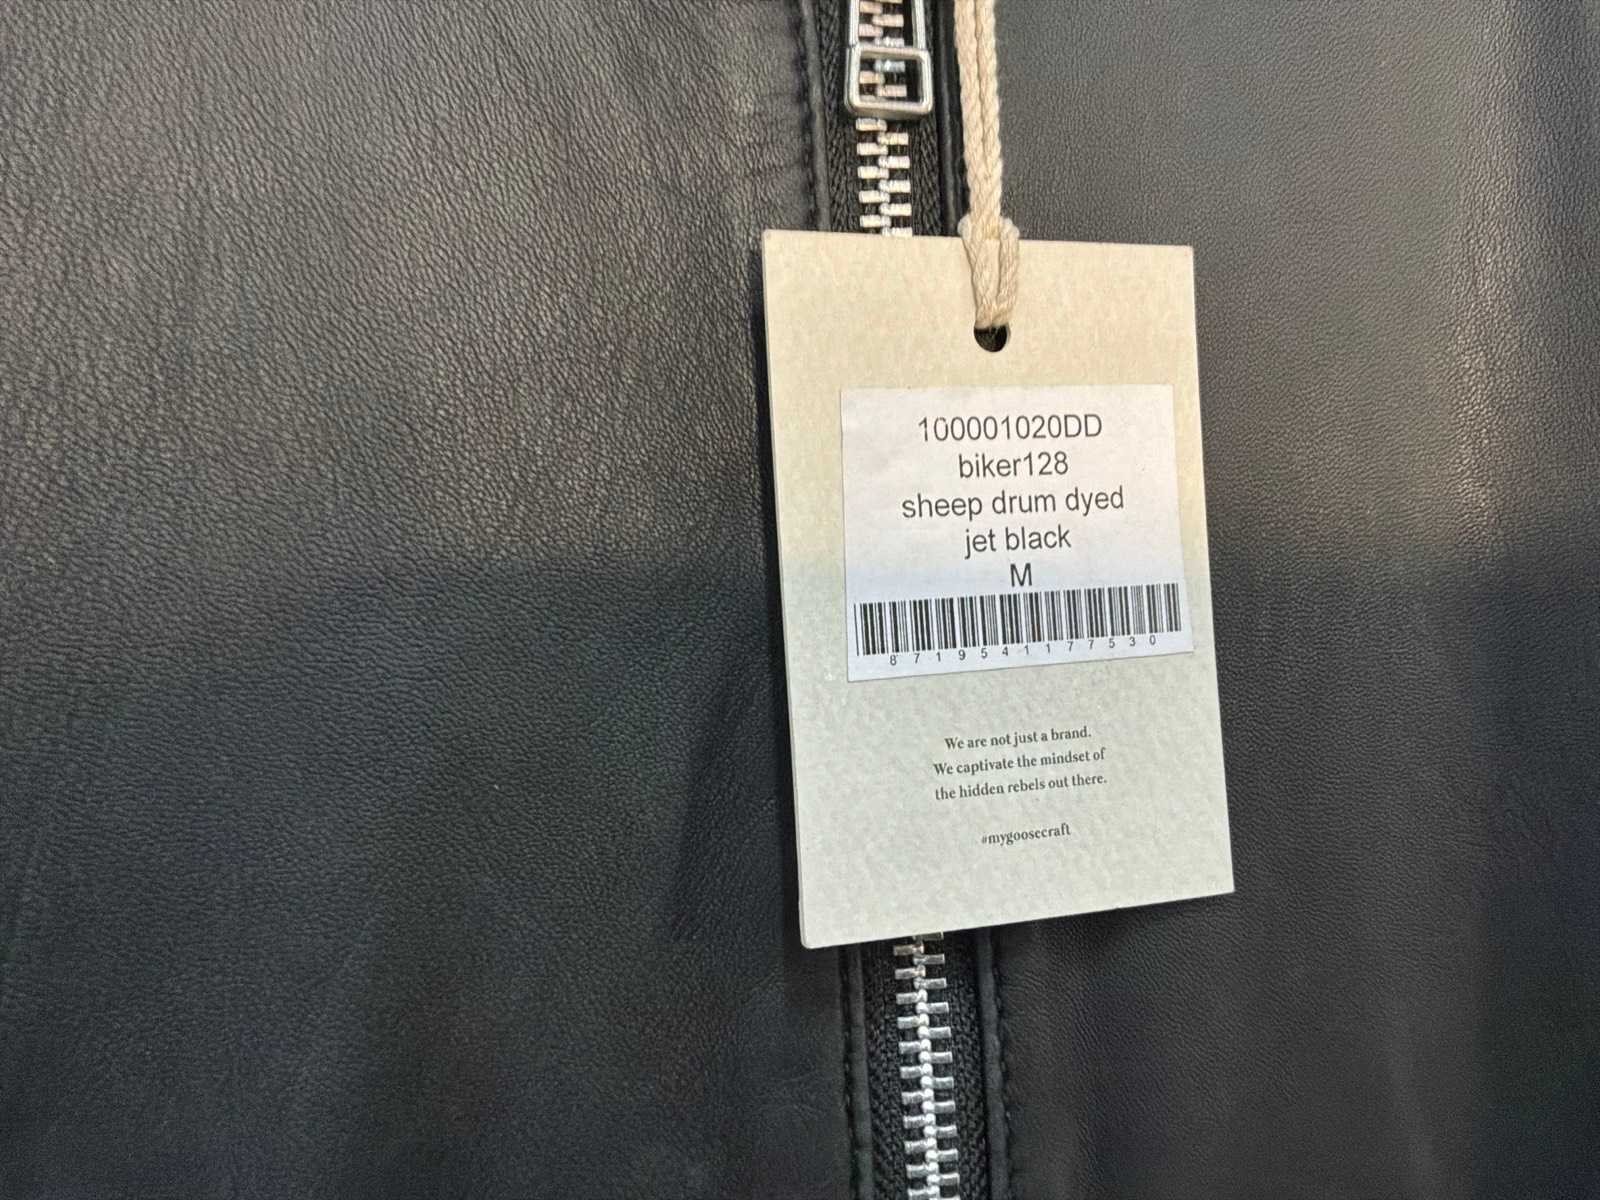 100001020DD
biker128
sheep drum dyed
jet black
M
8719541177530
We are not just a brand.
We captivate the mindset of
the hidden rebels out there.
#mygoosecraft